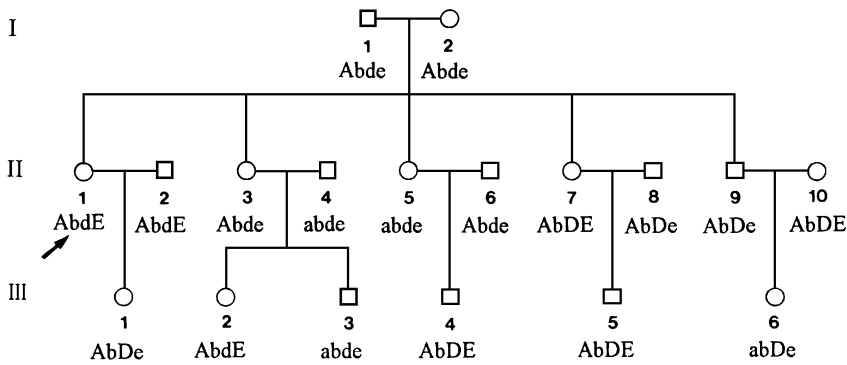 I
1 2
Abde Abde
II
1 2 3 4 5 6 7 8 9 10
AbdE AbdE Abde abde abde Abde AbDE AbDe AbDe AbDE
III
1 2 3 4 5 6
AbDe AbdE abde AbDE AbDE abDe